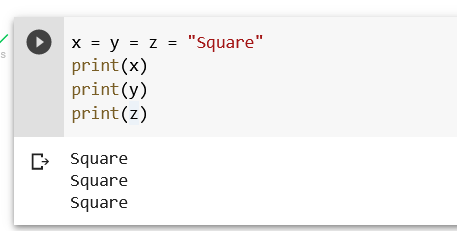 x = y = z = "Square"
print(x)
print(y)
print(z)
Square
Square
Square